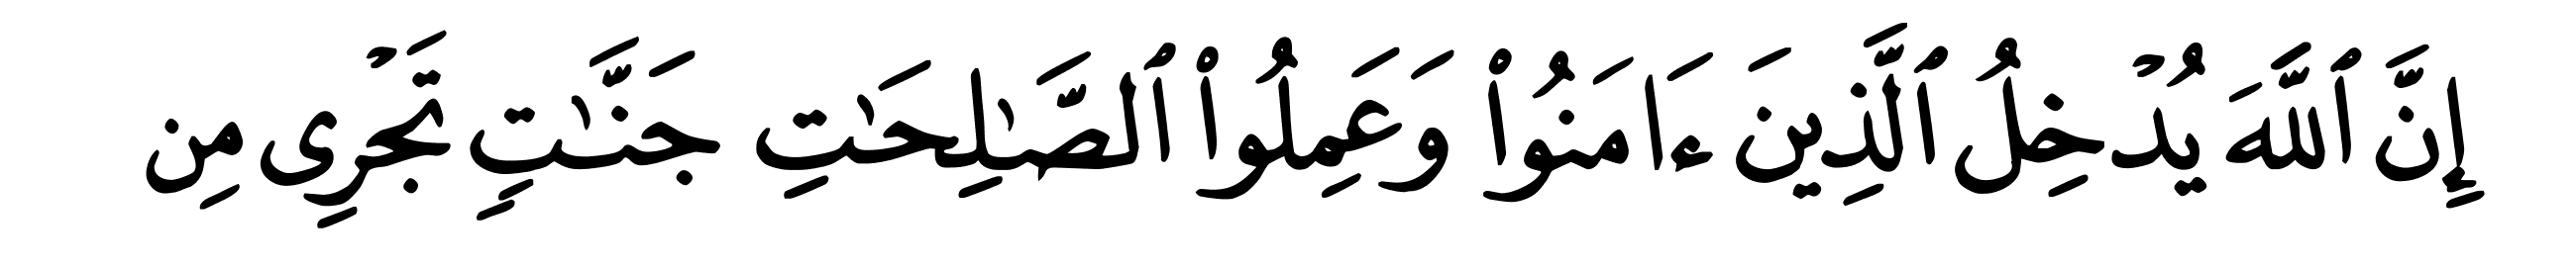 إِنَّ ٱللَّهَ يُدۡخِلُ ٱلَّذِينَ ءَامَنُواْ وَعَمِلُواْ ٱلصَّٰلِحَٰتِ جَنَّٰتٖ تَجۡرِي مِن